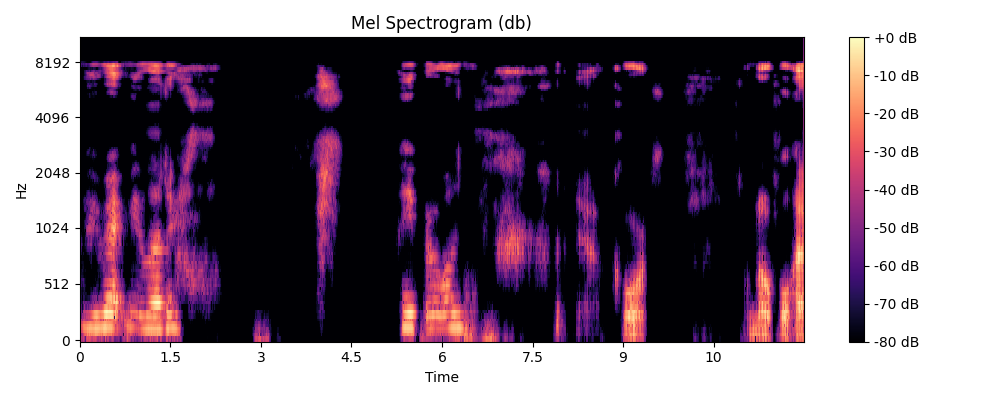 Mel Spectrogram (db)
8192
4096
2048
1024
512
0
Hz
0 1.5 3 4.5 6 7.5 9 10
Time
+0 dB
-10 dB
-20 dB
-30 dB
-40 dB
-50 dB
-60 dB
-70 dB
-80 dB